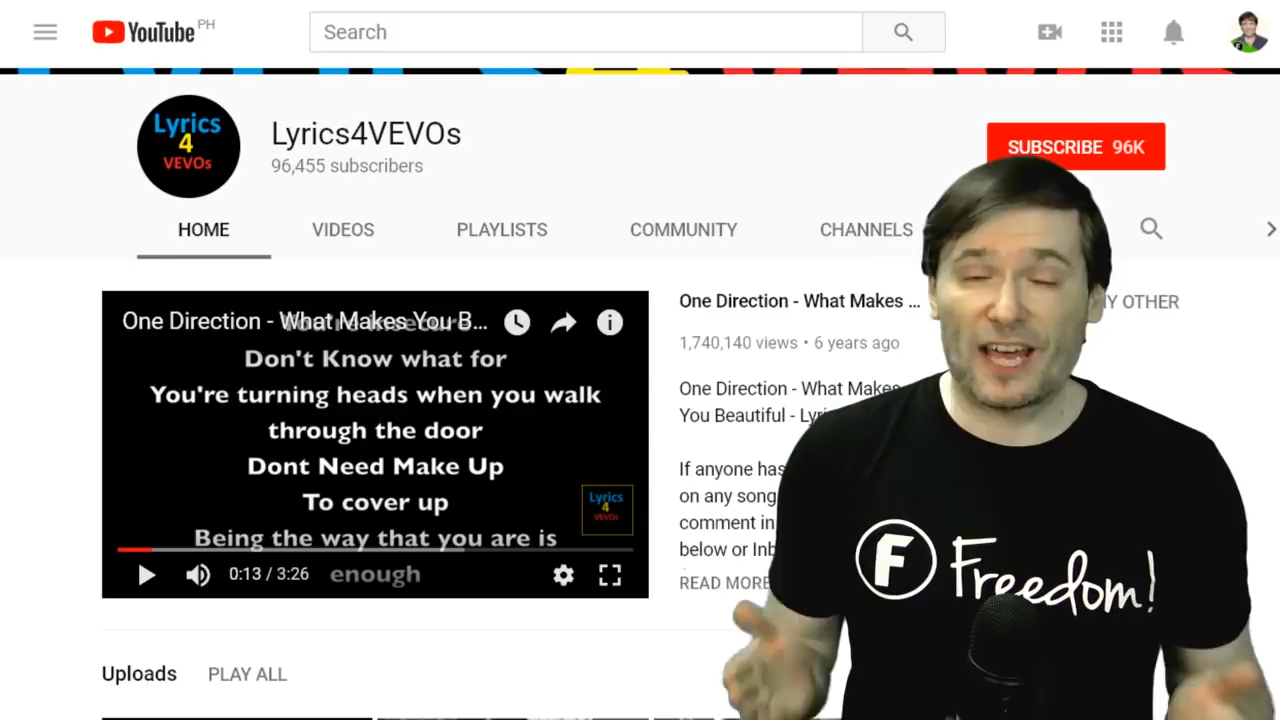 YouTube PH
Search
Lyrics
4
VEVOs
Lyrics4VEVOs
96,455 subscribers
SUBSCRIBE 96K
HOME
VIDEOS
PLAYLISTS
COMMUNITY
CHANNELS
One Direction - What Makes You B...
Don't Know what for
You're turning heads when you walk
through the door
Dont Need Make Up
To cover up
Being the way that you are is
enough
Lyrics
4
VEVOs
0:13 / 3:26
One Direction - What Makes ...
1,740,140 views • 6 years ago
One Direction - What Makes
You Beautiful -
If anyone has
on any song
comment in
below or
READ MORE
OTHER
F Freedom!
Uploads PLAY ALL